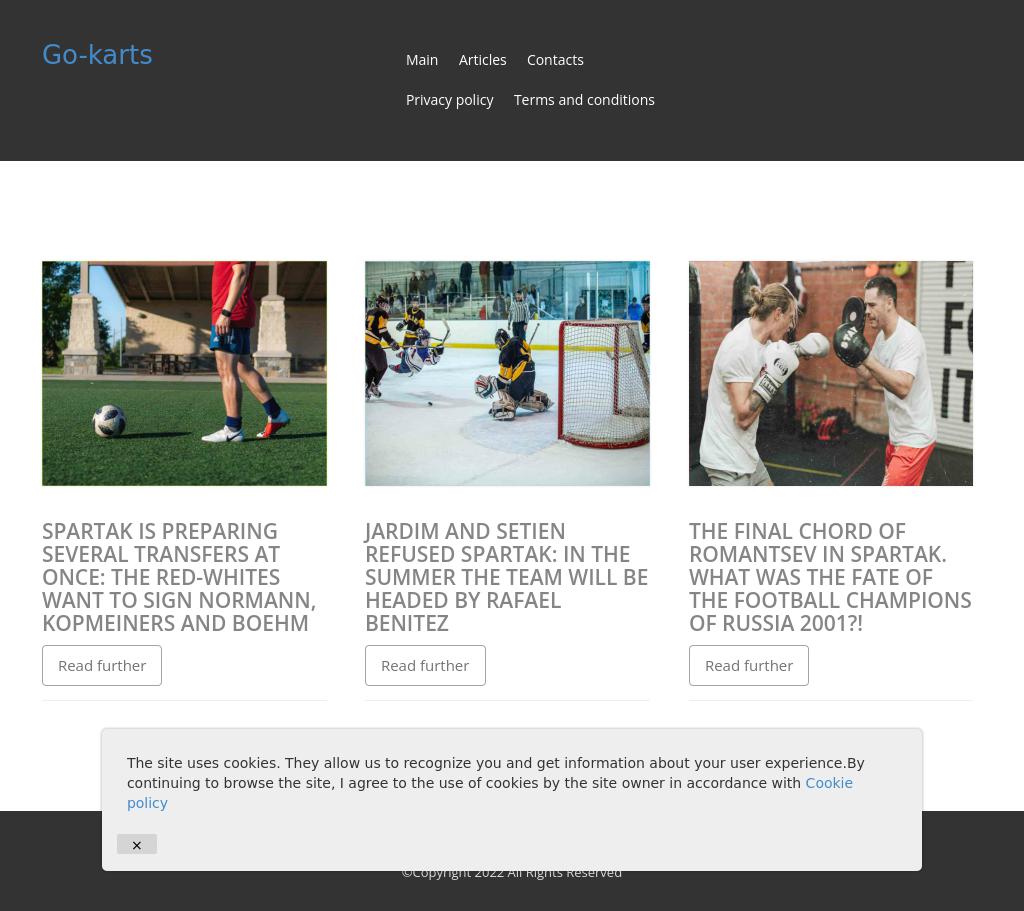 Go-karts
Main Articles Contacts
Privacy policy Terms and conditions
SPARTAK IS PREPARING
SEVERAL TRANSFERS AT
ONCE: THE RED-WHITES
WANT TO SIGN NORMANN,
KOPMEINERS AND BOEHM
Read further
JARDIM AND SETIEN
REFUSED SPARTAK: IN THE
SUMMER THE TEAM WILL BE
HEADED BY RAFAEL
BENITEZ
Read further
THE FINAL CHORD OF
ROMANTSEV IN SPARTAK.
WHAT WAS THE FATE OF
THE FOOTBALL CHAMPIONS
OF RUSSIA 2001?!
Read further
The site uses cookies. They allow us to recognize you and get information about your user experience.By
continuing to browse the site, I agree to the use of cookies by the site owner in accordance with Cookie
policy
×
©Copyright 2022 All Rights Reserved